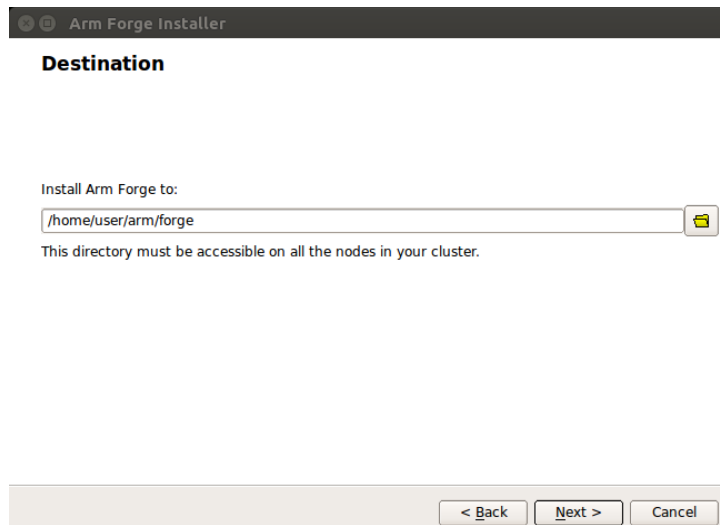 Arm Forge Installer
Destination
Install Arm Forge to:
/home/user/arm/forge
This directory must be accessible on all the nodes in your cluster.
< Back Next > Cancel